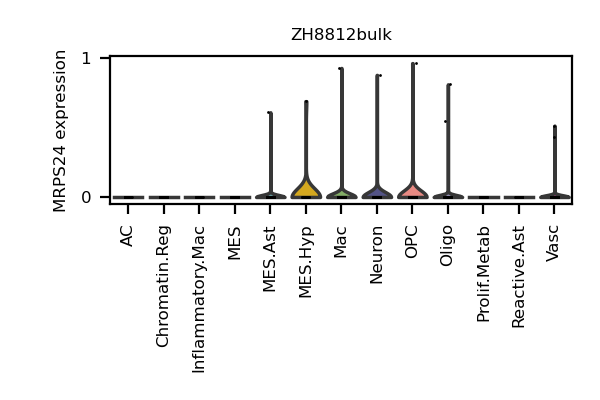 ZH8812bulk
MRPS24 expression
1
0
AC
Chromatin.Reg
Inflammatory.Mac
MES
MES.Ast
MES.Hyp
Mac
Neuron
OPC
Oligo
Prolif.Metab
Reactive.Ast
Vasc